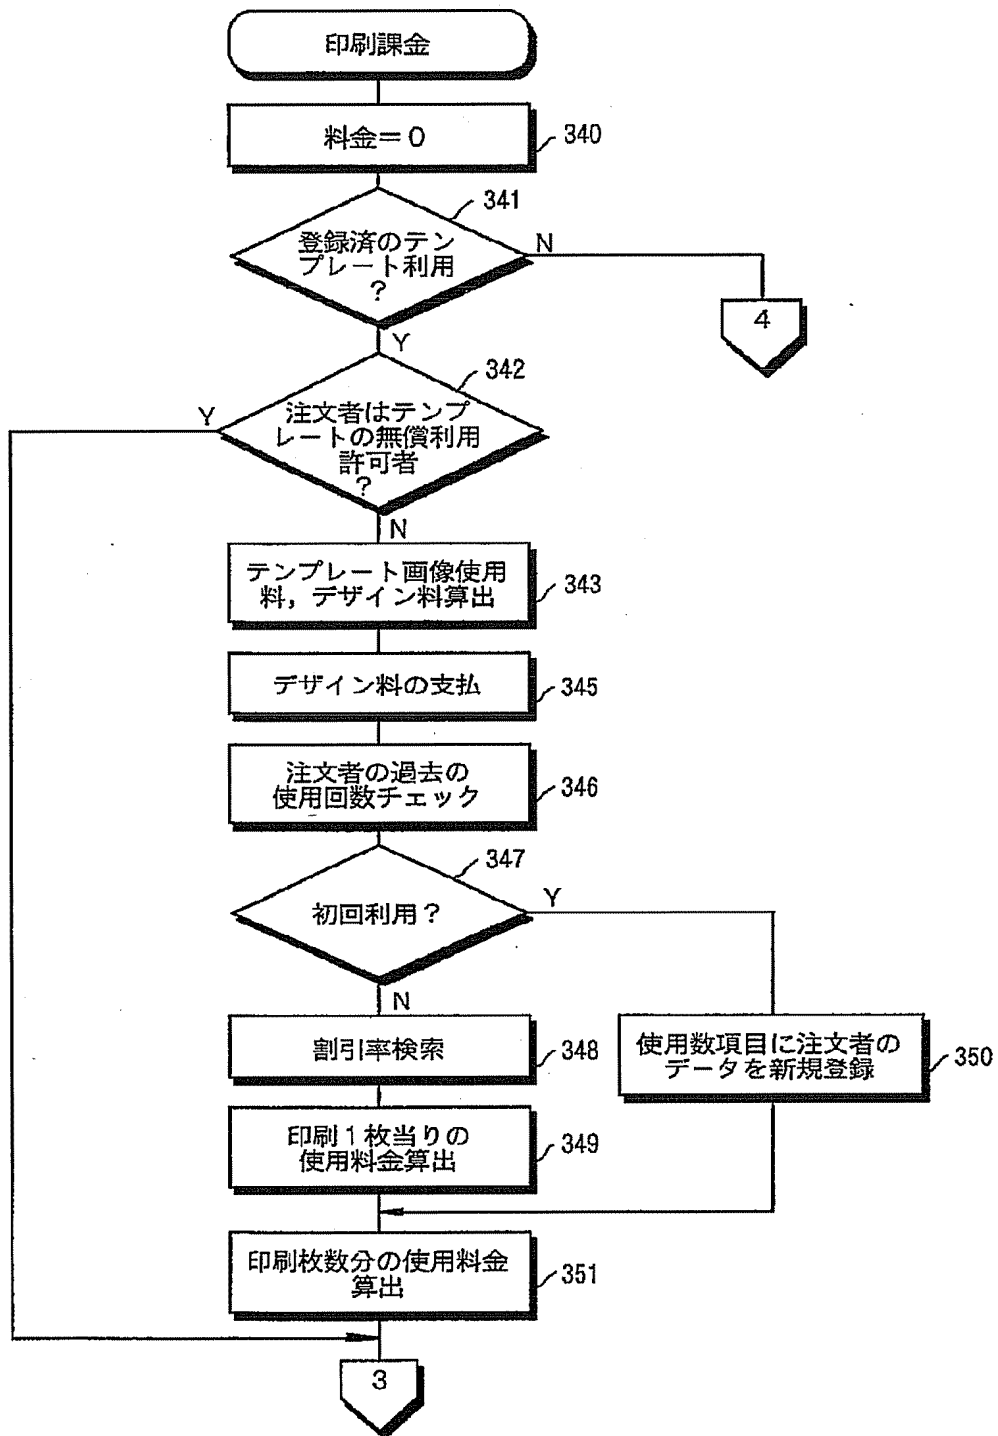 印刷課金
料金＝0
340
341
登録済のテン
プレート利用
？
N
4
Y
342
Y
注文者はテンプ
レートの無償利用
許可者
？
N
テンプレート画像使用
料，デザイン料算出
343
デザイン料の支払
345
注文者の過去の
使用回数チェック
346
347
初回利用？
Y
N
割引率検索
348
使用数項目に注文者の
データを新規登録
350
印刷１枚当りの
使用料金算出
349
印刷枚数分の使用料金
算出
351
3